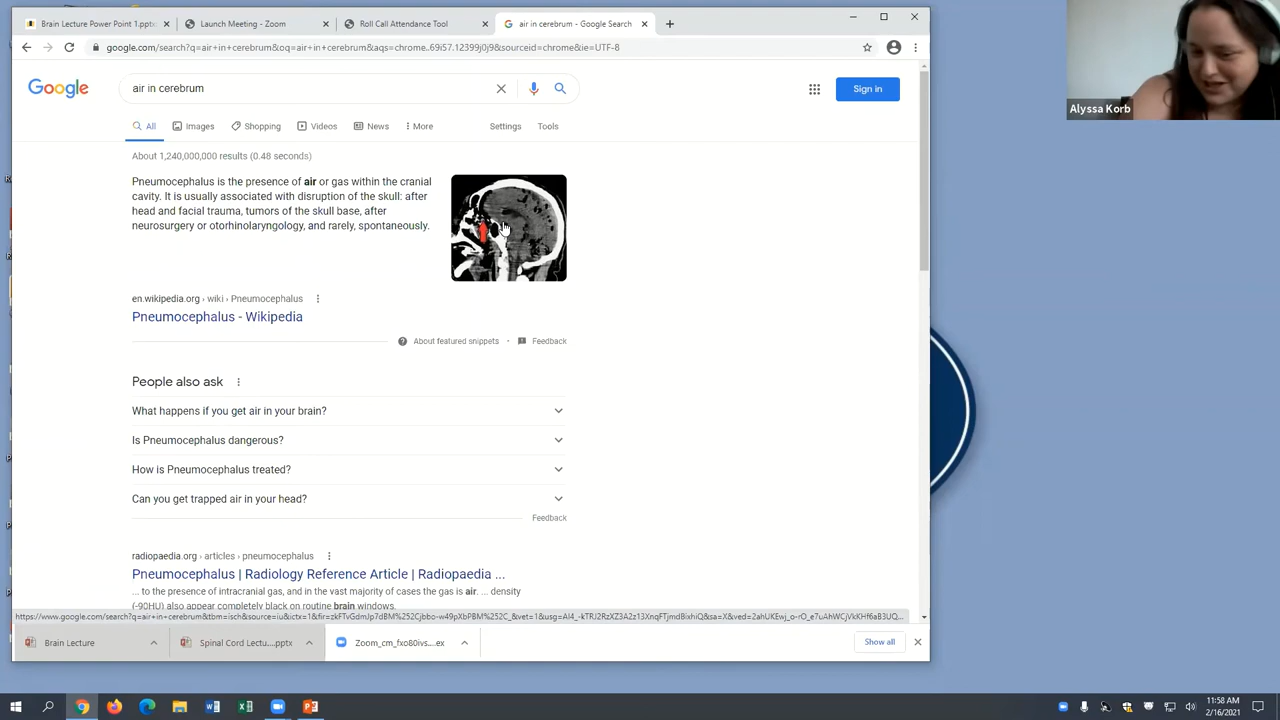 Brain Lecture Power Point 1.pptx
Launch Meeting - Zoom
Roll Call Attendance Tool
air in cerebrum - Google Search
google.com/search?q=air+in+cerebrum&oq=air+in+cerebrum&aqs=chrome..69i57.12399j0j9&sourceid=chrome&ie=UTF-8
Alyssa Korb
Google
air in cerebrum
Sign in
All
Images
Shopping
Videos
News
More
Settings
Tools
About 1,240,000,000 results (0.48 seconds)
Pneumocephalus is the presence of air or gas within the cranial
cavity. It is usually associated with disruption of the skull: after
head and facial trauma, tumors of the skull base, after
neurosurgery or otorhinolaryngology, and rarely, spontaneously.
en.wikipedia.org › wiki › Pneumocephalus
Pneumocephalus - Wikipedia
About featured snippets • Feedback
People also ask
What happens if you get air in your brain?
Is Pneumocephalus dangerous?
How is Pneumocephalus treated?
Can you get trapped air in your head?
Feedback
radiopaedia.org › articles › pneumocephalus
Pneumocephalus | Radiology Reference Article | Radiopaedia ...
... to the presence of intracranial gas, and in the vast majority of cases the gas is air. ... density
(-90HU) also appear completely black on routine brain windows.
Brain Lecture
Spinal Cord Lectu....pptx
Zoom_cm_fxo80ivs....ex
Show all
11:58 AM
2/16/2021